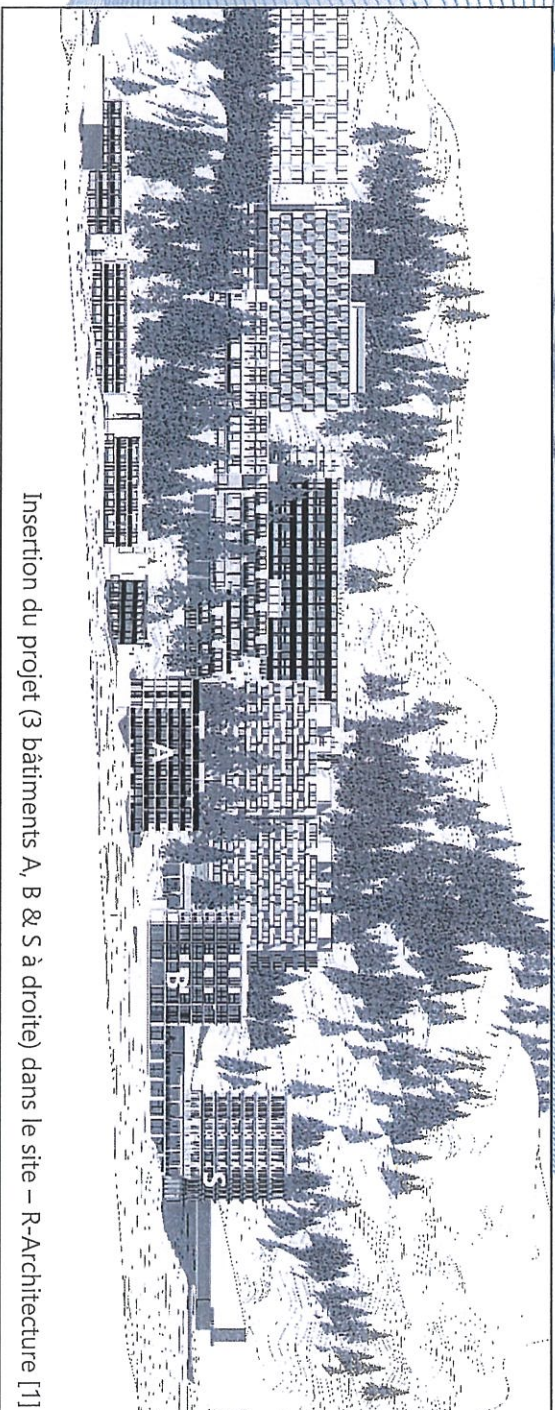 A
B
S
Insertion du projet (3 bâtiments A, B & S à droite) dans le site – R-Architecture [1]